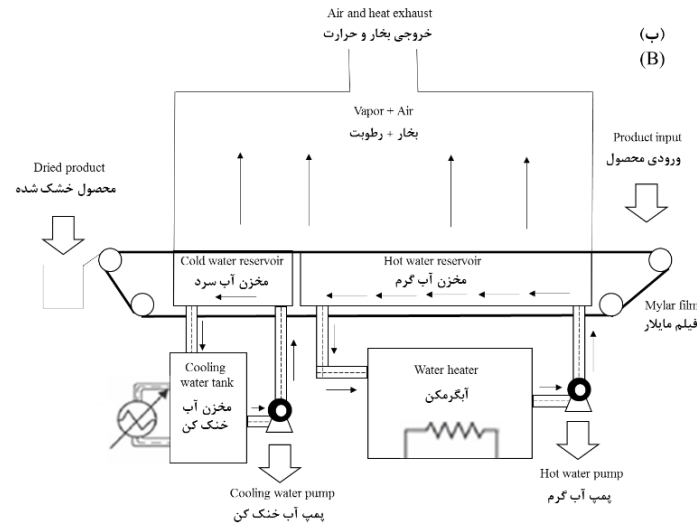 Air and heat exhaust
خروجی بخار و حرارت
(ب)
(B)
Vapor + Air
بخار + رطوبت
Product input
ورودی محصول
Dried product
محصول خشک شده
Cold water reservoir
مخزن آب سرد
Hot water reservoir
مخزن آب گرم
Mylar film
فیلم مایلار
Cooling
water tank
مخزن آب
خنک کن
Water heater
آبگرمکن
Hot water pump
پمپ آب گرم
Cooling water pump
پمپ آب خنک کن